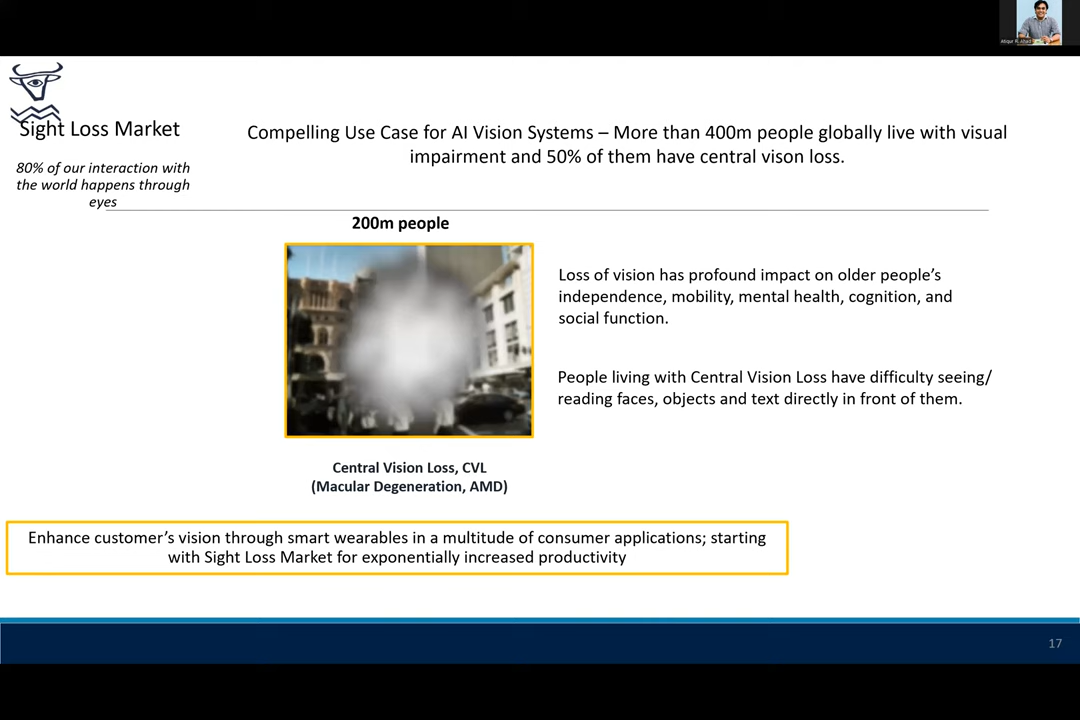 Sight Loss Market
80% of our interaction with
the world happens through
eyes
Compelling Use Case for AI Vision Systems – More than 400m people globally live with visual
impairment and 50% of them have central vison loss.
200m people
Loss of vision has profound impact on older people’s
independence, mobility, mental health, cognition, and
social function.
People living with Central Vision Loss have difficulty seeing/
reading faces, objects and text directly in front of them.
Central Vision Loss, CVL
(Macular Degeneration, AMD)
Enhance customer’s vision through smart wearables in a multitude of consumer applications; starting
with Sight Loss Market for exponentially increased productivity
17